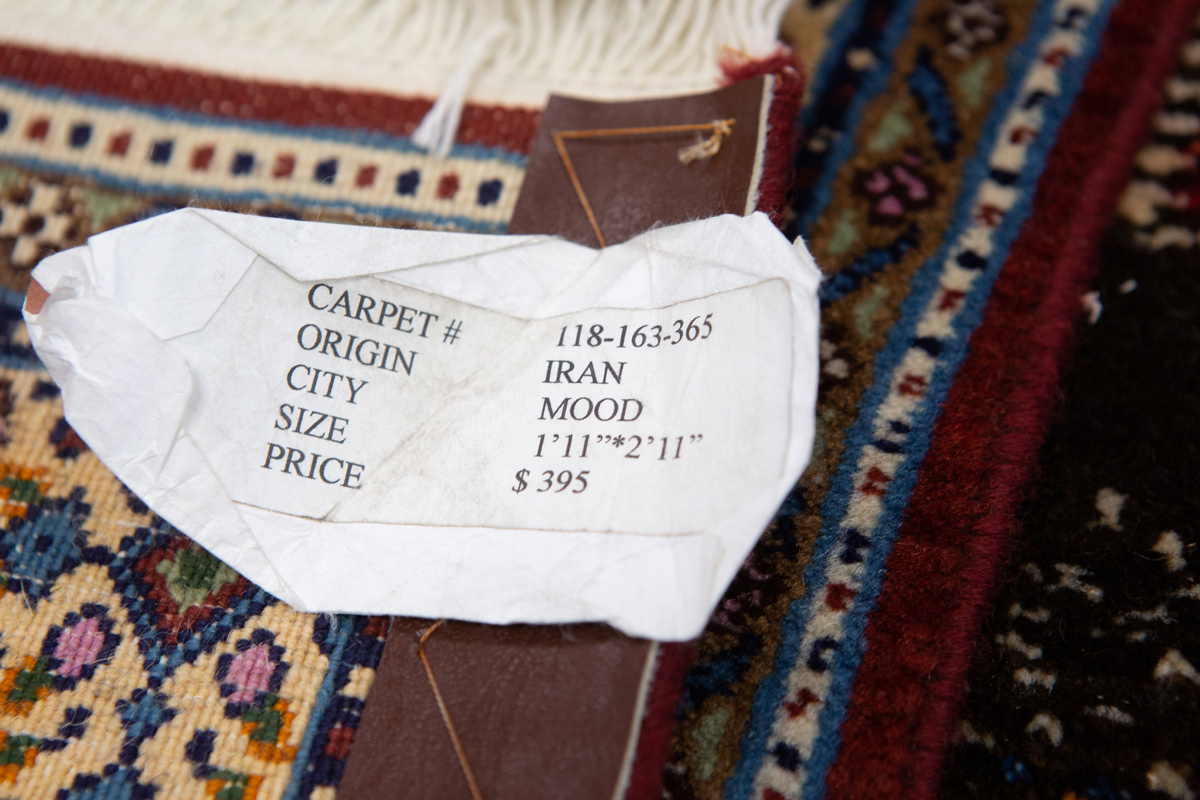 CARPET # 118-163-365
ORIGIN IRAN
CITY MOOD
SIZE 1’11”*2’11”
PRICE $ 395